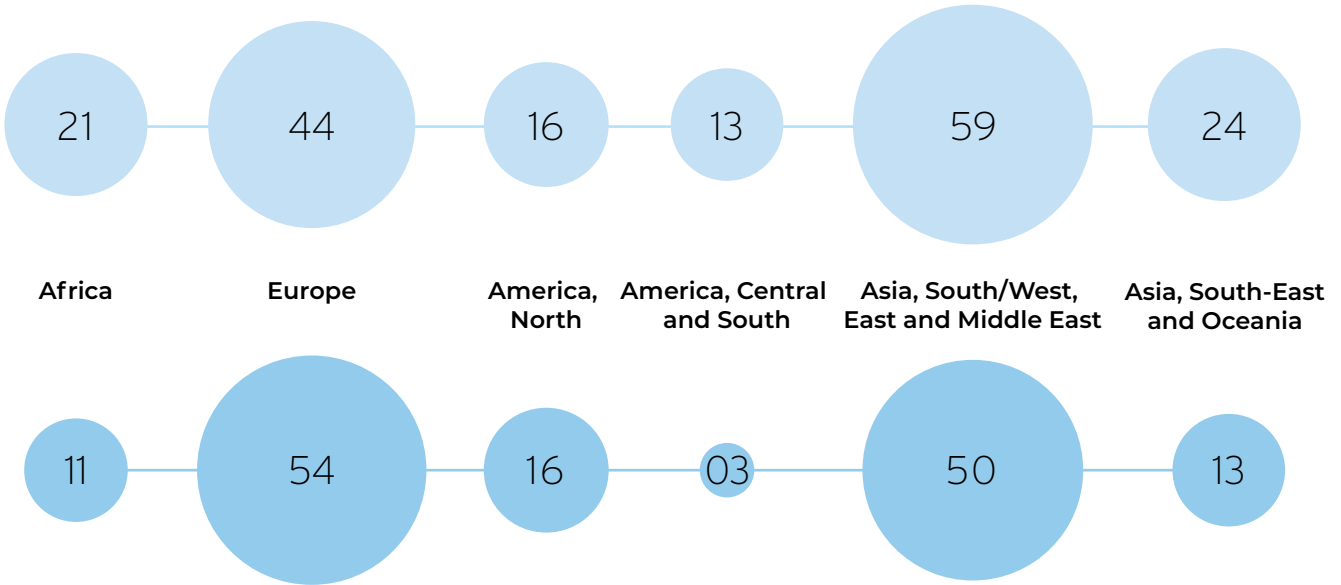 21 44 16 13 59 24
Africa Europe America, America, Central Asia, South/West, Asia, South-East
North and South East and Middle East and Oceania
11 54 16 03 50 13